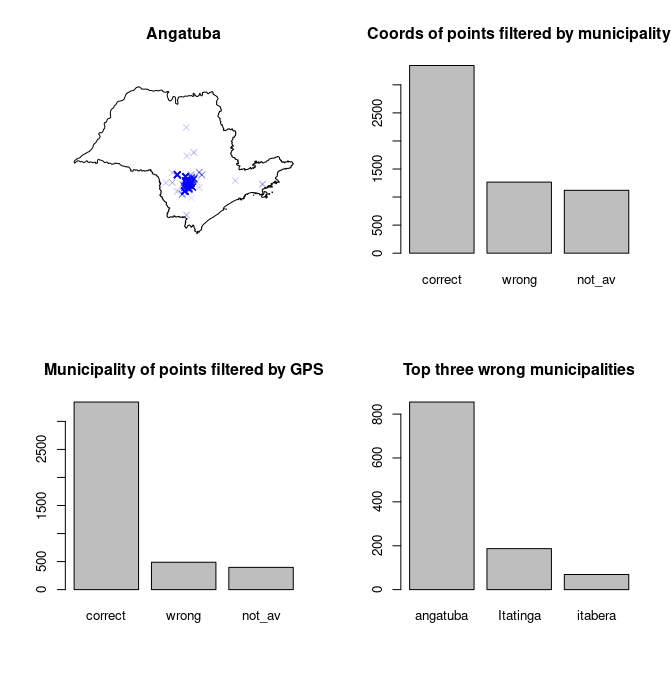 Angatuba
Coords of points filtered by municipality
0
500
1500
2500
correct wrong not_av
Municipality of points filtered by GPS
0
500
1500
2500
correct wrong not_av
Top three wrong municipalities
0
200
400
600
800
angatuba Itatinga itabera